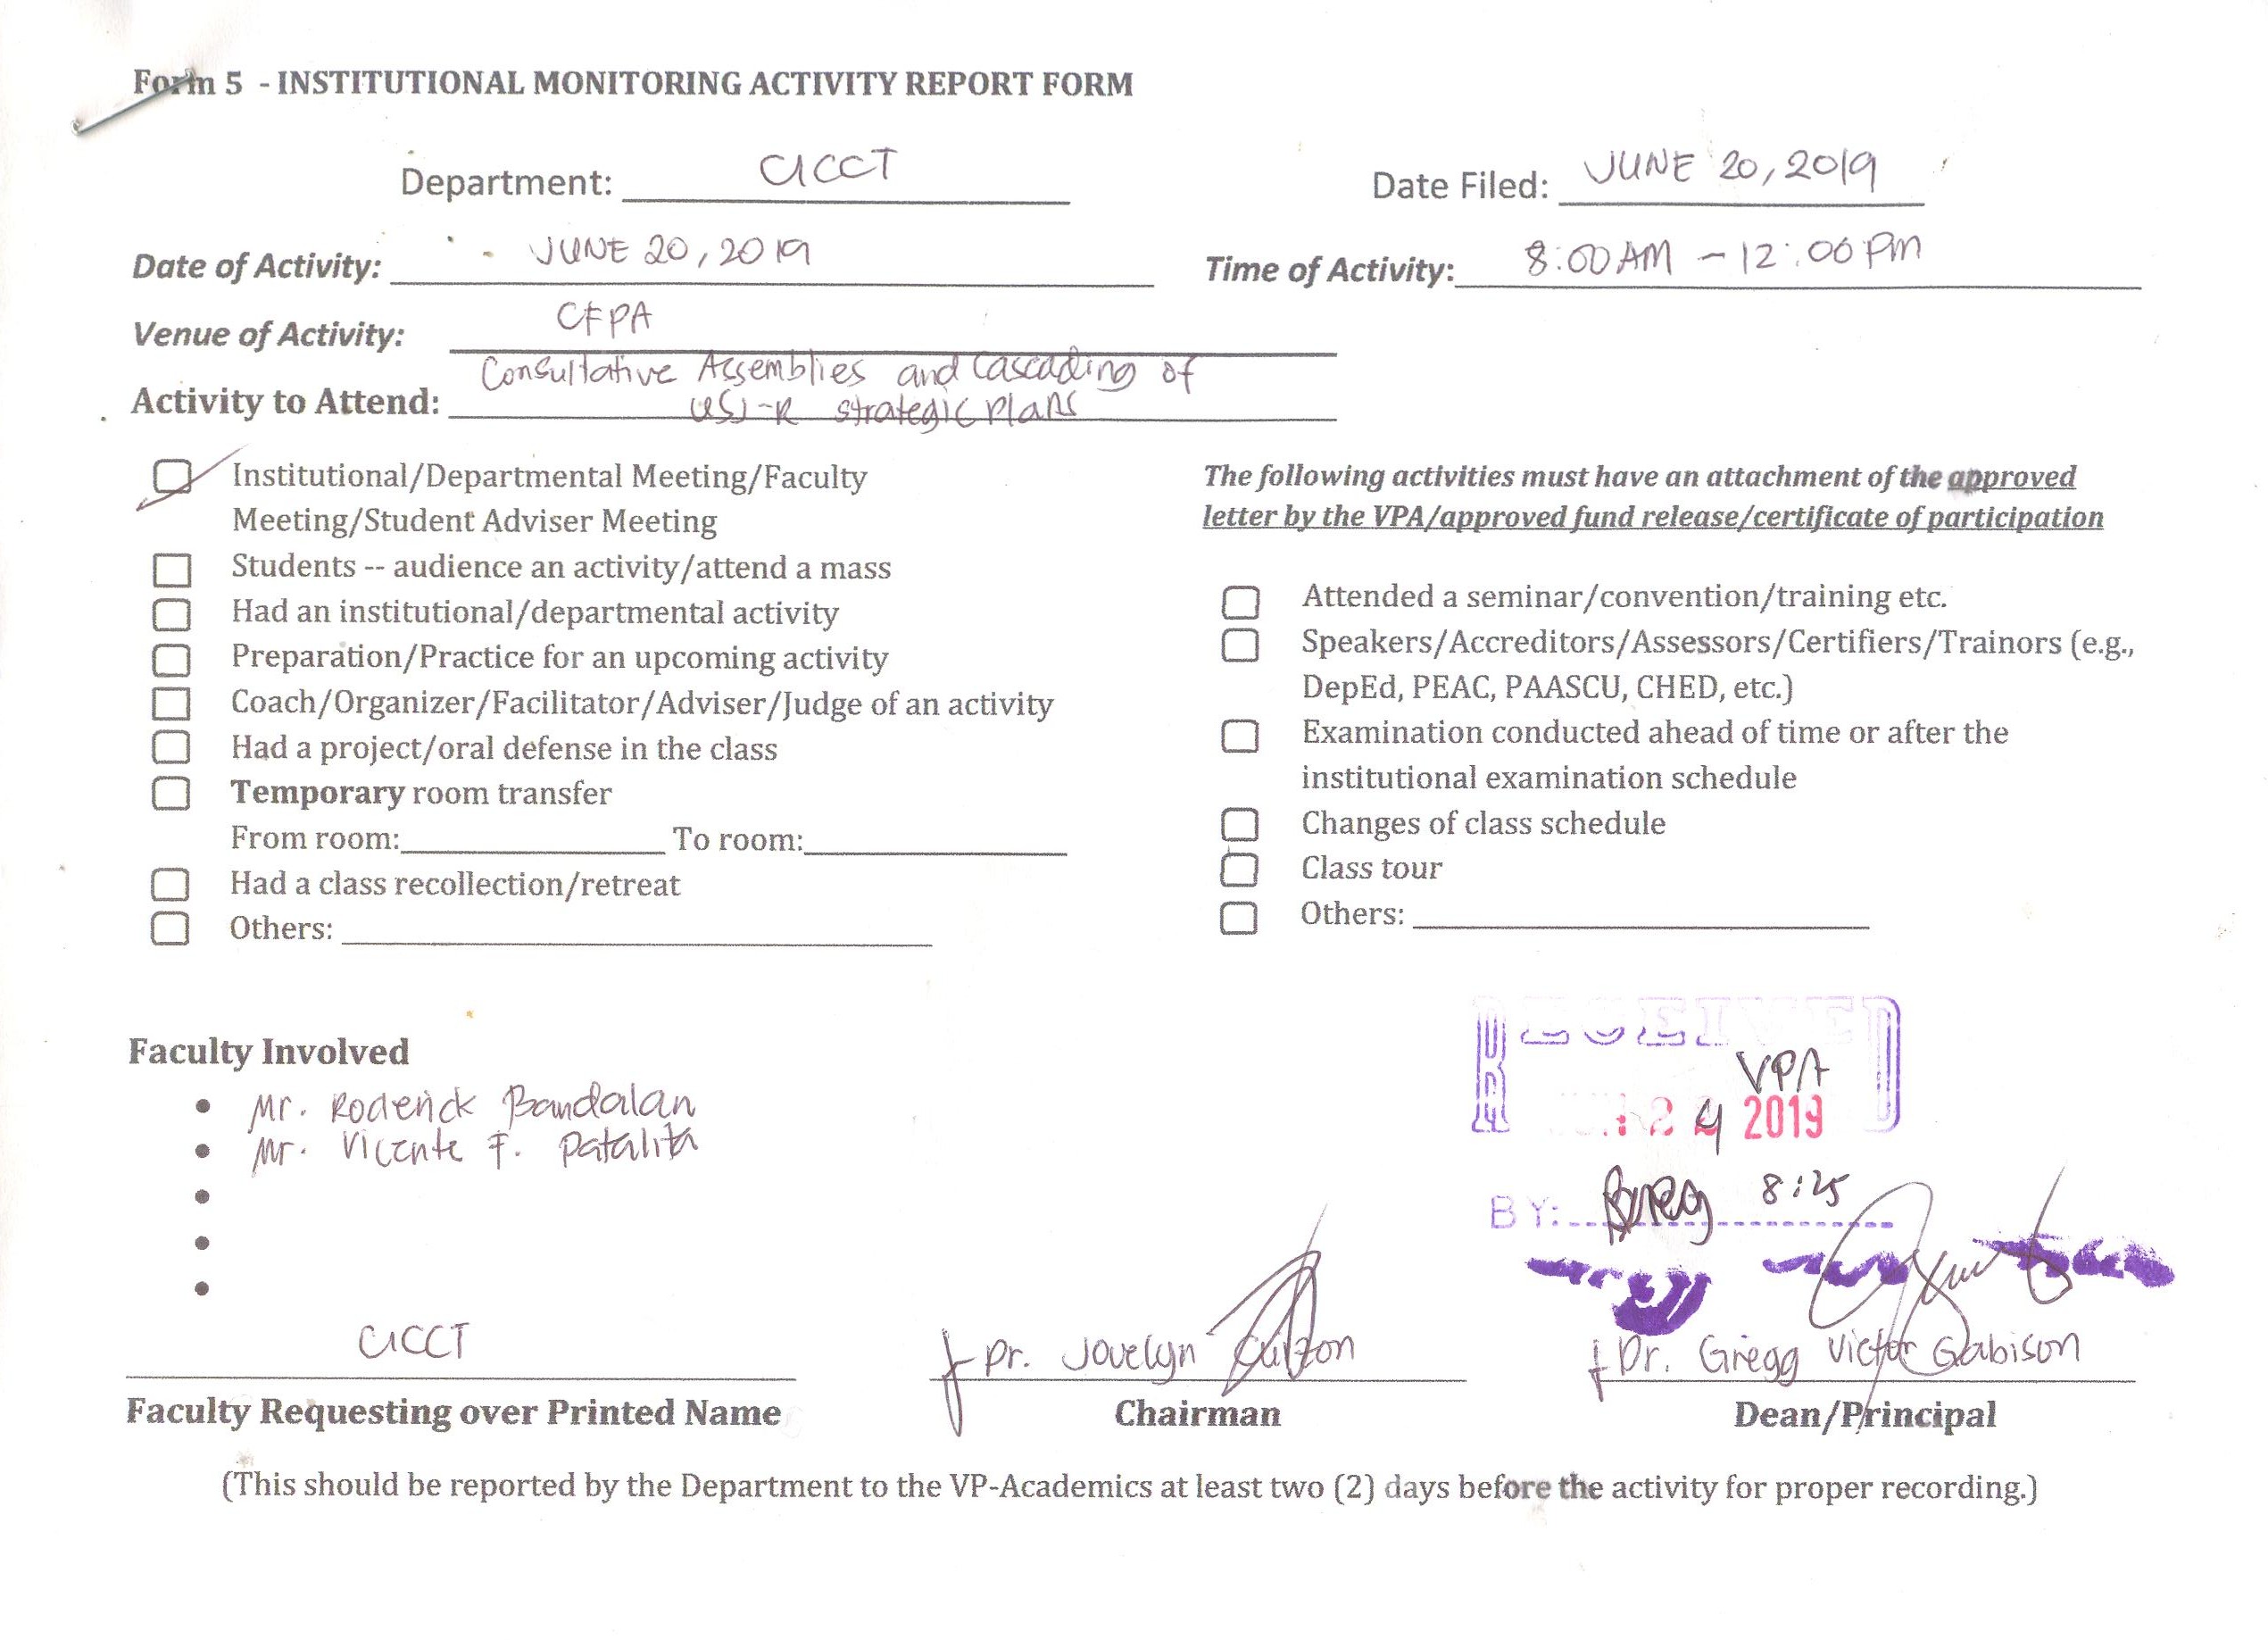 Form 5 - INSTITUTIONAL MONITORING ACTIVITY REPORT FORM
Department: CICCT Date Filed: JUNE 20, 2019
Date of Activity: JUNE 20, 2019 Time of Activity: 8:00 AM - 12:00 PM
Venue of Activity: CFPA
Consultative Assemblies and Cascading of
Activity to Attend: USJ-R strategic plans
Institutional/Departmental Meeting/Faculty
Meeting/Student Adviser Meeting
Students -- audience an activity/attend a mass
Had an institutional/departmental activity
Preparation/Practice for an upcoming activity
Coach/Organizer/Facilitator/Adviser/Judge of an activity
Had a project/oral defense in the class
Temporary room transfer
From room: To room:
Had a class recollection/retreat
Others:
The following activities must have an attachment of the approved
letter by the VPA/approved fund release/certificate of participation
Attended a seminar/convention/training etc.
Speakers/Accreditors/Assessors/Certifiers/Trainors (e.g.,
DepEd, PEAC, PAASCU, CHED, etc.)
Examination conducted ahead of time or after the
institutional examination schedule
Changes of class schedule
Class tour
Others:
Faculty Involved
• Mr. Roderick Bandalan
• Mr. Vicente F. Patalita
•
•
•
RECEIVED
VPA
24 2019
BY: 8:25
CICCT
Faculty Requesting over Printed Name
Dr. Jovelyn Cuizon
Chairman
Dr. Gregg Victor Gabison
Dean/Principal
(This should be reported by the Department to the VP-Academics at least two (2) days before the activity for proper recording.)